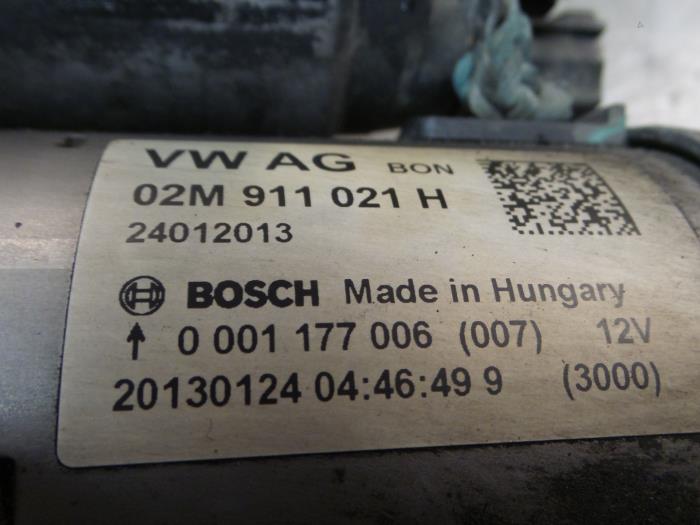 VW AG BON
02M 911 021 H
24012013
BOSCH Made in Hungary
0 001 177 006 (007) 12V
20130124 04:46:49 9 (3000)